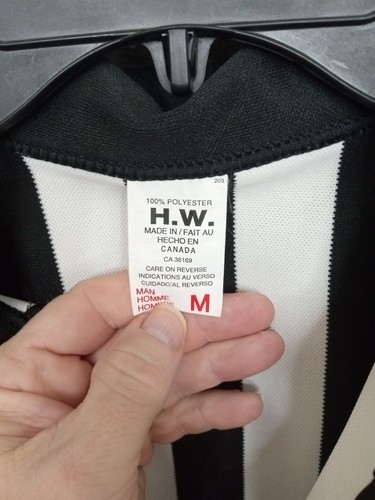 203
100% POLYESTER
H.W.
MADE IN / FAIT AU
HECHO EN
CANADA
CA 36169
CARE ON REVERSE
INDICATIONS AU VERSO
CUIDADO AL REVERSO
MAN
HOMME
M